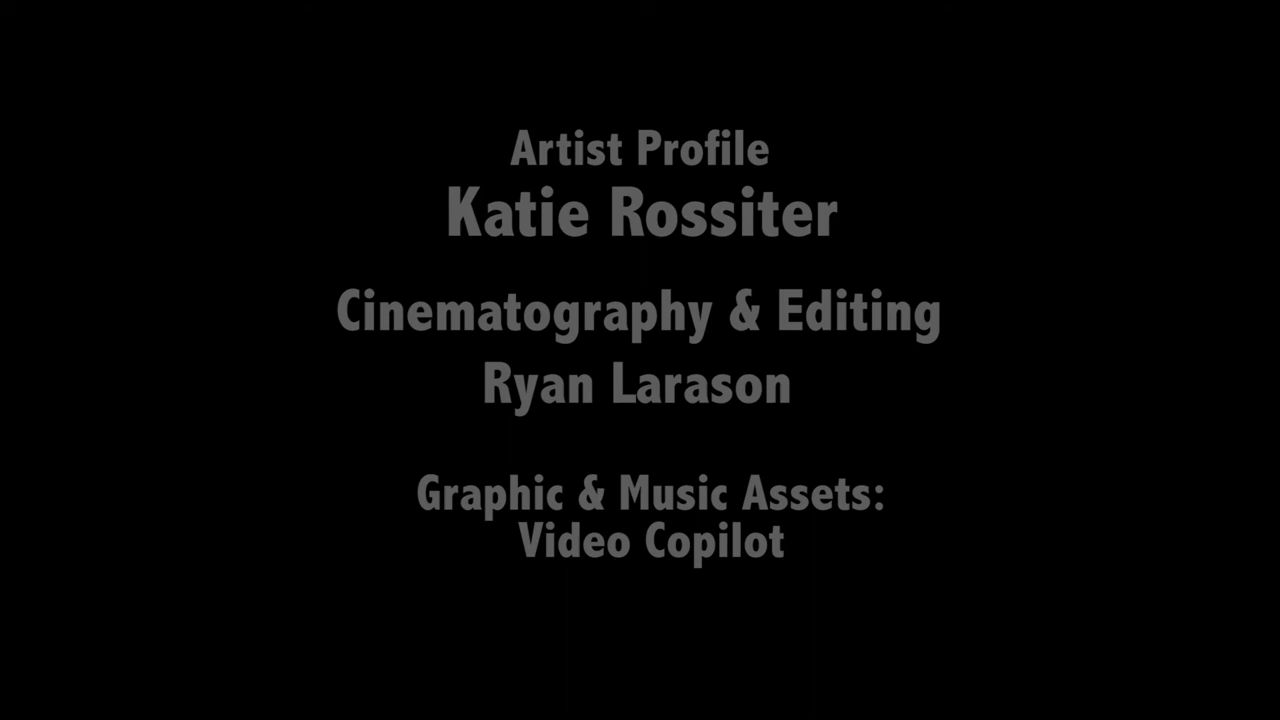 Artist Profile
Katie Rossiter
Cinematography & Editing
Ryan Larason
Graphic & Music Assets:
Video Copilot